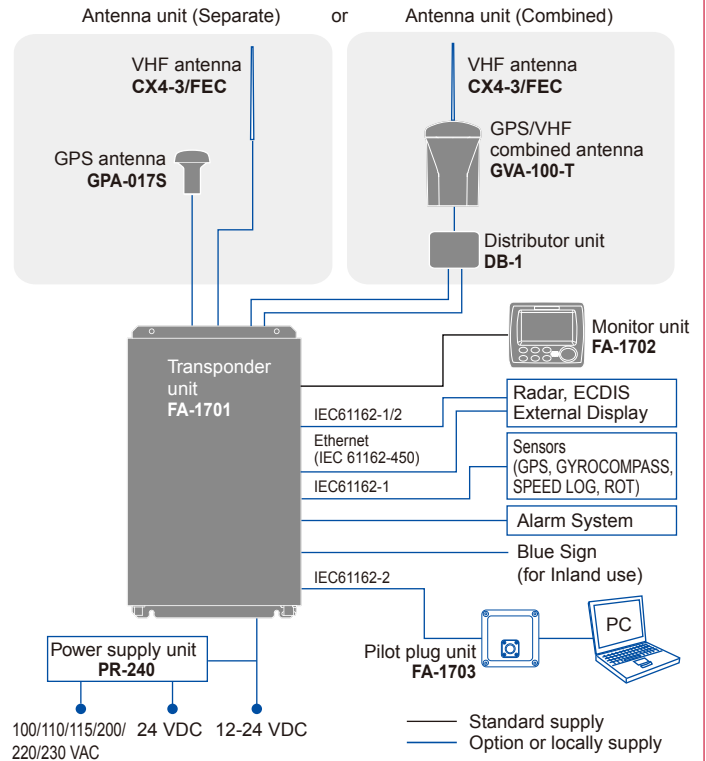 Antenna unit (Separate) or Antenna unit (Combined)
VHF antenna
CX4-3/FEC
GPS antenna
GPA-017S
VHF antenna
CX4-3/FEC
GPS/VHF
combined antenna
GVA-100-T
Distributor unit
DB-1
Transponder
unit
FA-1701
Monitor unit
FA-1702
IEC61162-1/2
Radar, ECDIS
External Display
Ethernet
(IEC 61162-450)
IEC61162-1
Sensors
(GPS, GYROCOMPASS,
SPEED LOG, ROT)
Alarm System
Blue Sign
(for Inland use)
IEC61162-2
Pilot plug unit
FA-1703
PC
Power supply unit
PR-240
100/110/115/200/
220/230 VAC
24 VDC
12-24 VDC
Standard supply
Option or locally supply